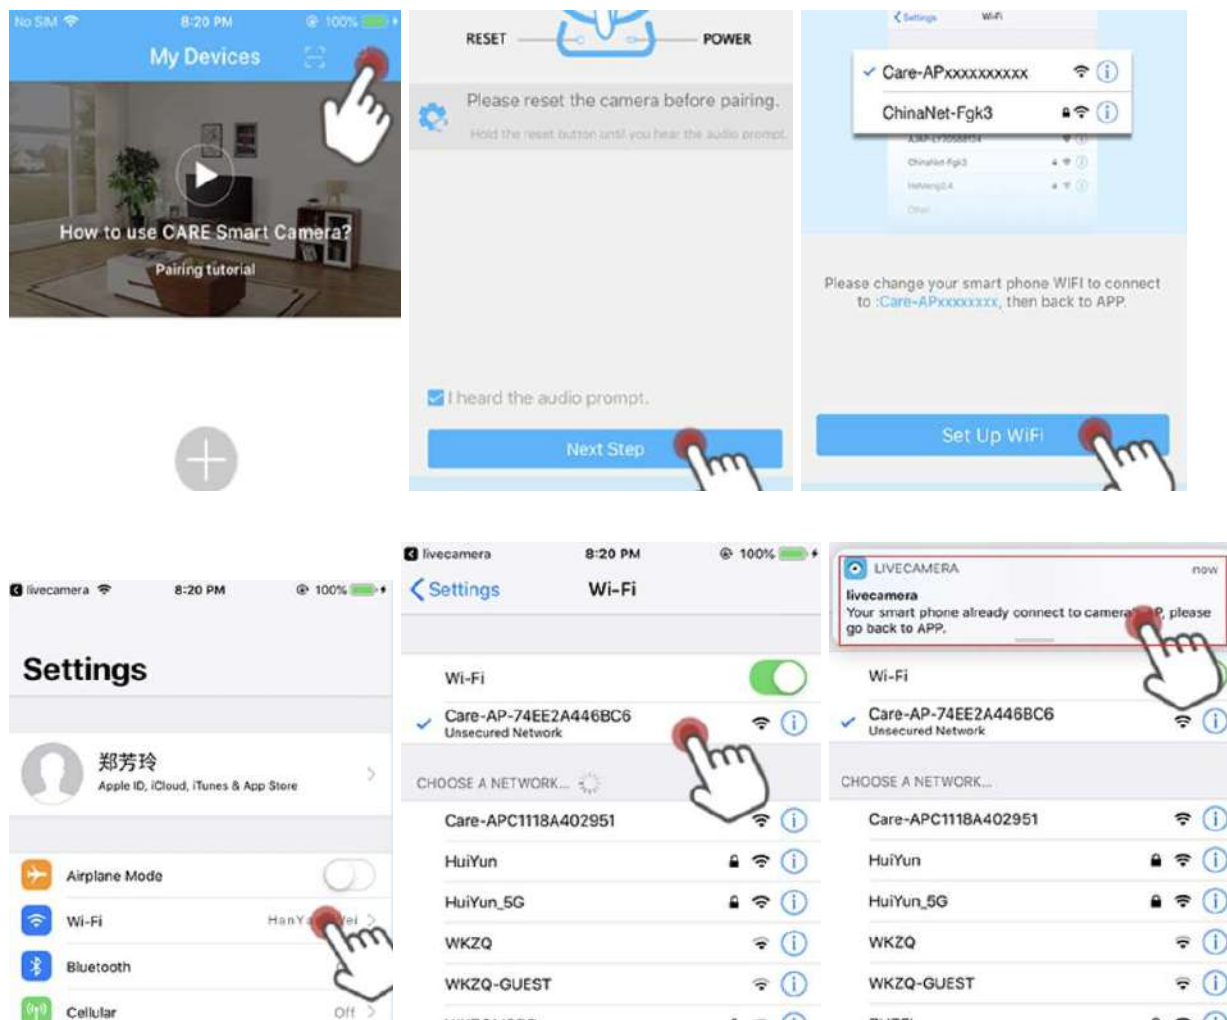 No SIM 8:20 PM 100%
My Devices
How to use CARE Smart Camera?
Pairing tutorial
RESET POWER
Please reset the camera before pairing.
Hold the reset button until you hear the audio prompt.
I heard the audio prompt.
Next Step
Settings Wi-Fi
Care-APxxxxxxxxxx
ChinaNet-Fgk3
ChinaNet-Fgk3
Other
Please change your smart phone WIFI to connect
to :Care-APxxxxxxxx, then back to APP.
Set Up WiFi
livecamera 8:20 PM 100%
Settings
郑芳玲
Apple ID, iCloud, iTunes & App Store
Airplane Mode
Wi-Fi
Bluetooth
Cellular Off
livecamera 8:20 PM 100%
Settings Wi-Fi
Wi-Fi
Care-AP-74EE2A446BC6
Unsecured Network
CHOOSE A NETWORK...
Care-APC1118A402951
HuiYun
HuiYun_5G
WKZQ
WKZQ-GUEST
LIVECAMERA now
livecamera
Your smart phone already connect to camera please
go back to APP.
Wi-Fi
Care-AP-74EE2A446BC6
Unsecured Network
CHOOSE A NETWORK...
Care-APC1118A402951
HuiYun
HuiYun_5G
WKZQ
WKZQ-GUEST